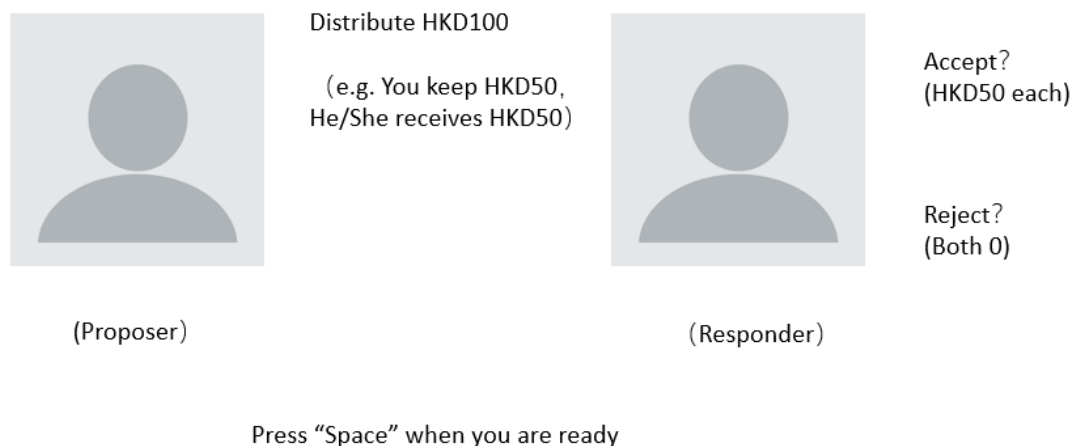 Distribute HKD100
（e.g. You keep HKD50,
He/She receives HKD50）
Accept？
(HKD50 each)
Reject？
(Both 0)
(Proposer）
（Responder）
Press “Space” when you are ready